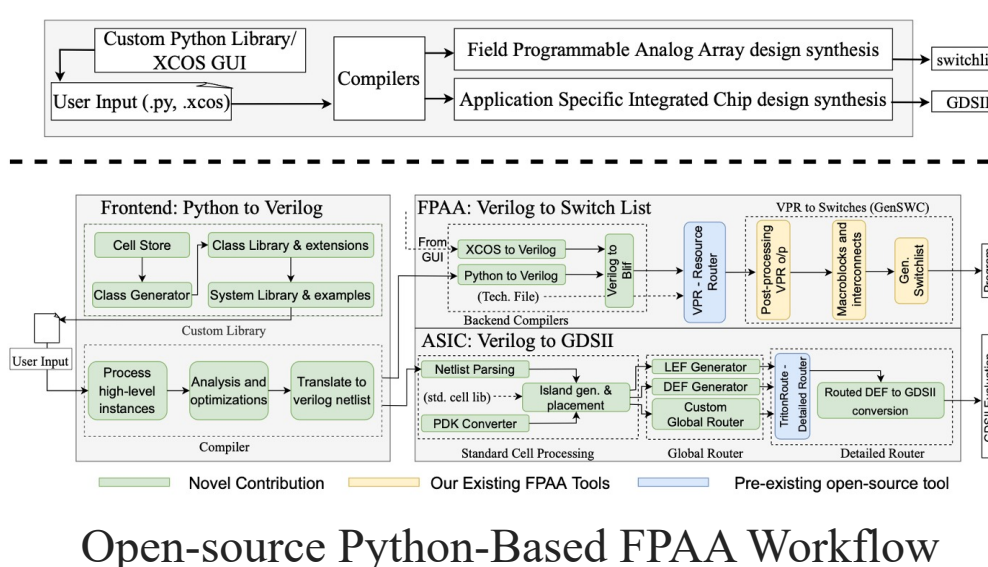 Custom Python Library/
XCOS GUI
User Input (.py, .xcos)
Compilers
Field Programmable Analog Array design synthesis
Application Specific Integrated Chip design synthesis
switchli
GDSII
Frontend: Python to Verilog
Cell Store
Class Library & extensions
Class Generator
System Library & examples
Custom Library
User Input
Process
high-level
instances
Analysis and
optimizations
Translate to
verilog netlist
Compiler
FPAA: Verilog to Switch List
From
GUI
XCOS to Verilog
Python to Verilog
(Tech. File)
Verilog to
Blif
Backend Compilers
VPR - Resource
Router
VPR to Switches (GenSWC)
Post-processing
VPR o/p
Macroblocks and
interconnects
Gen.
Switchlist
ASIC: Verilog to GDSII
Netlist Parsing
(std. cell lib)
PDK Converter
Island gen. &
placement
Standard Cell Processing
LEF Generator
DEF Generator
Custom
Global Router
Global Router
TritonRoute -
Detailed Router
Routed DEF to GDSII
conversion
Detailed Router
Novel Contribution
Our Existing FPAA Tools
Pre-existing open-source tool
Open-source Python-Based FPAA Workflow